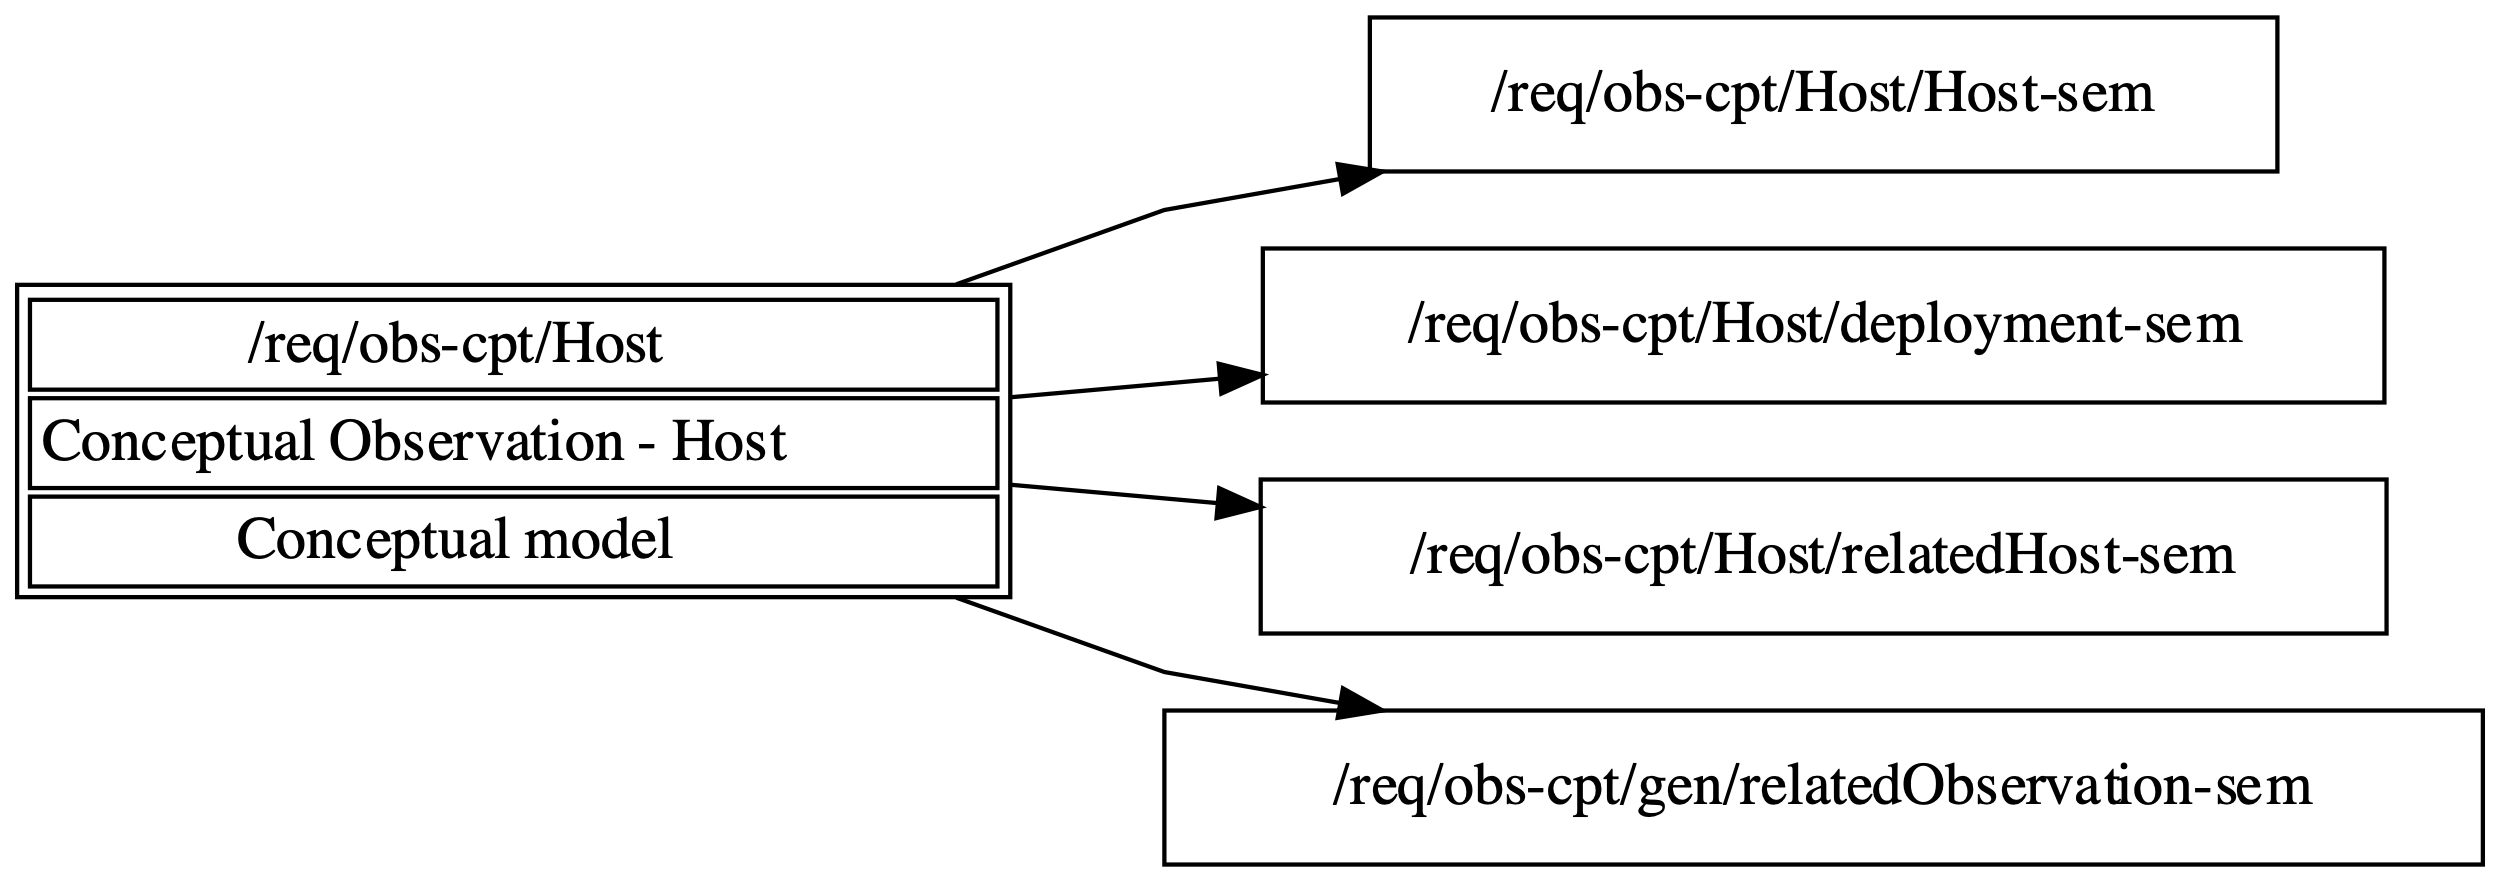 /req/obs-cpt/Host/Host-sem
/req/obs-cpt/Host/deployment-sem
/req/obs-cpt/Host
Conceptual Observation - Host
Conceptual model
/req/obs-cpt/Host/relatedHost-sem
/req/obs-cpt/gen/relatedObservation-sem